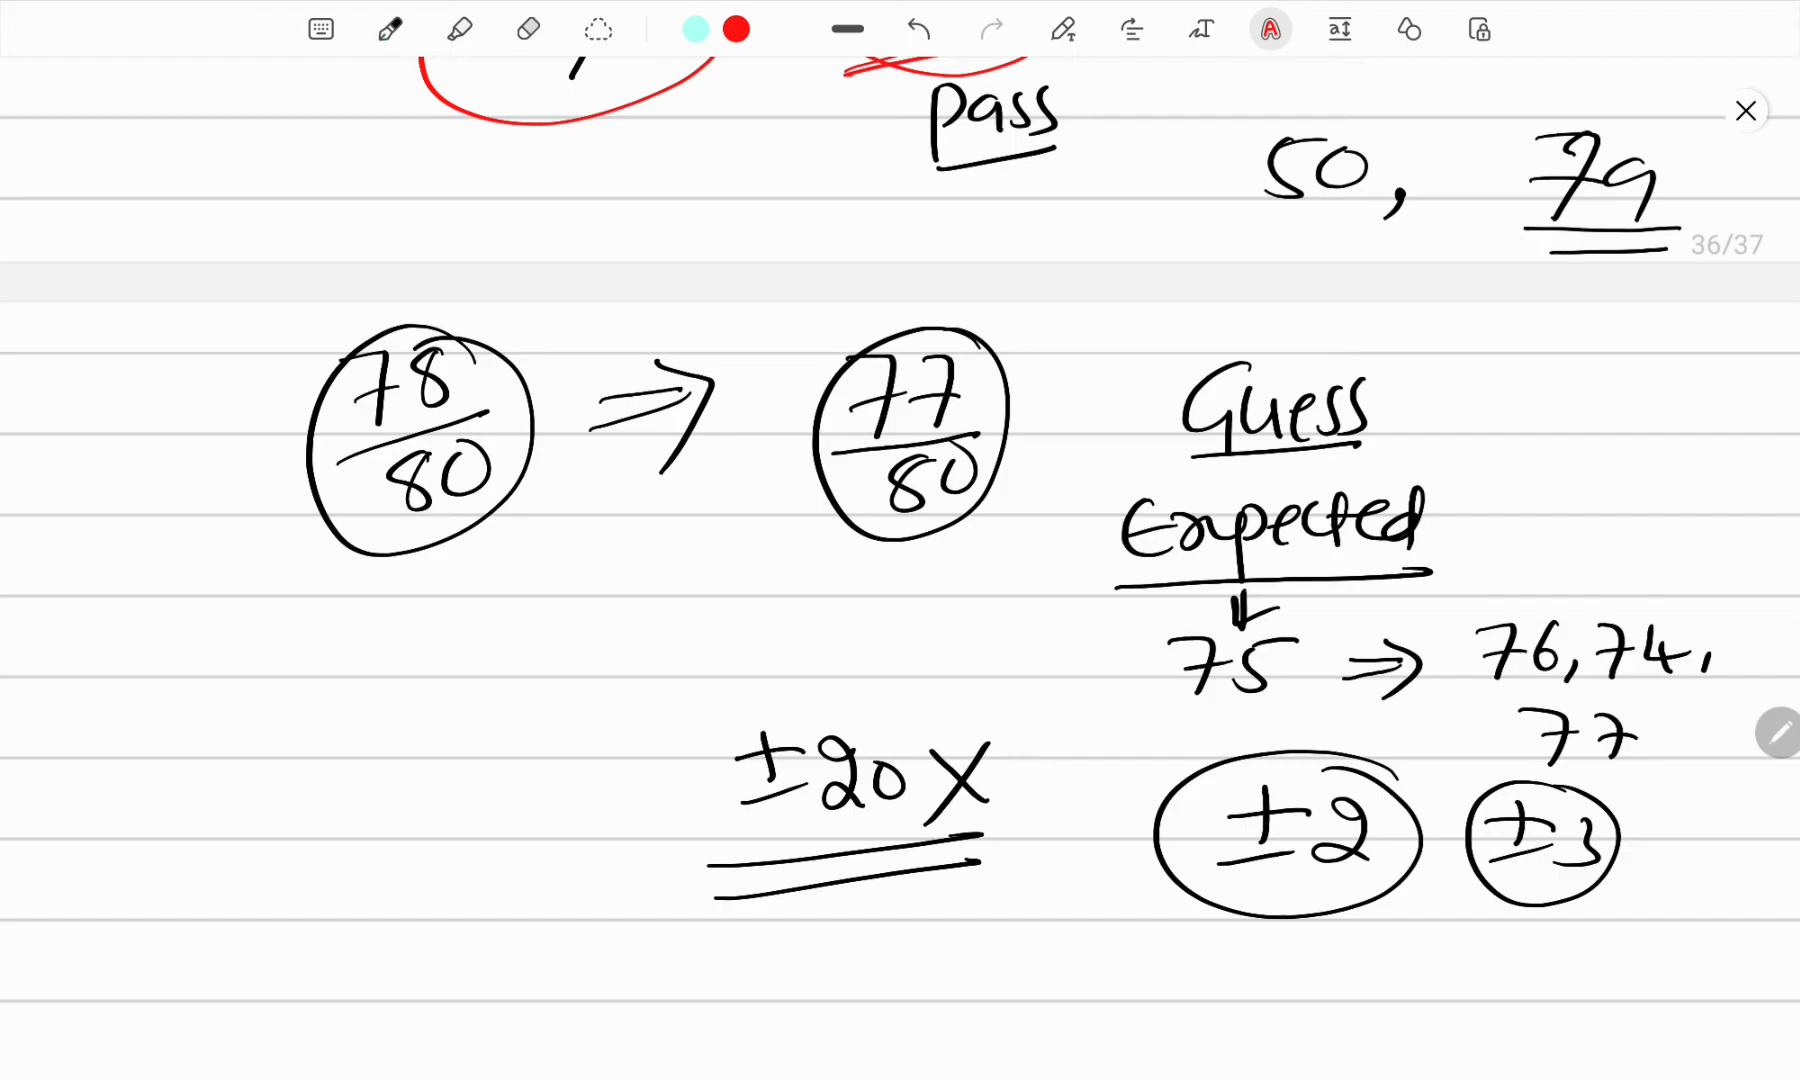 A a
pass
50, 79
36/37
78/80 ⇒ 77/80 Guess
Expected
75 ⇒ 76, 74,
77
±20 X ±2 ±3